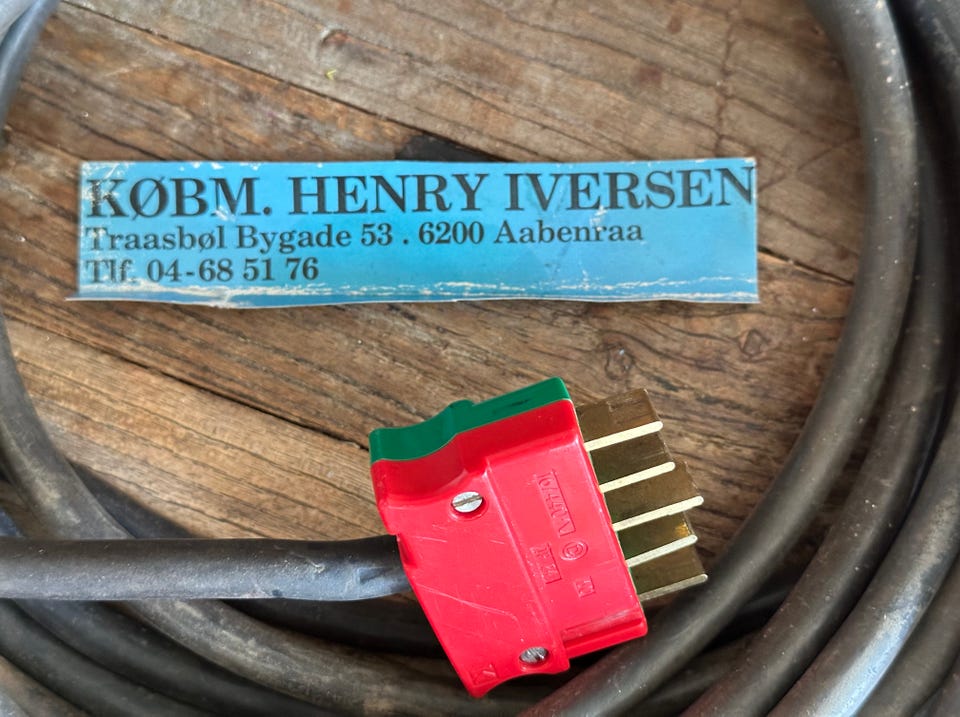 KØBM. HENRY IVERSEN
Traasbøl Bygade 53 . 6200 Aabenraa
Tlf. 04-68 51 76
N